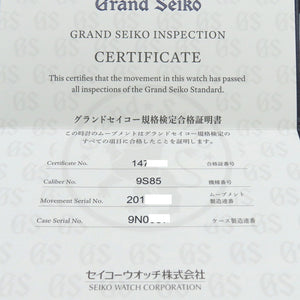 Grand Seiko
GRAND SEIKO INSPECTION
CERTIFICATE
This certifies that the movement in this watch has passed
all inspections of the Grand Seiko Standard.
グランドセイコー規格検定合格証明書
この時計のムーブメントはグランドセイコー規格検定の
すべての項目に合格したことを証明します。
Certificate No. 147 合格証番号
Caliber No. 9S85 機種番号
Movement Serial No. 201 ムーブメント製造連番
Case Serial No. 9N0 ケース製造連番
セイコーウオッチ株式会社
SEIKO WATCH CORPORATION